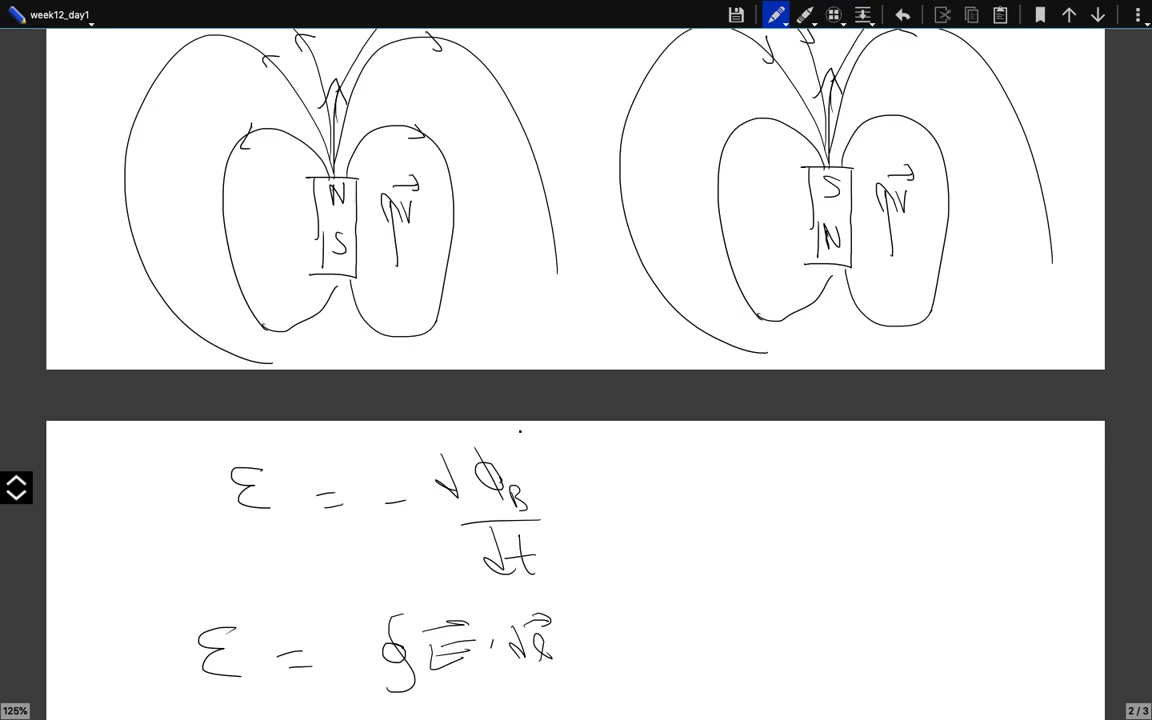 week12_day1
N
S
v⃗
S
N
v⃗
ε = - dΦ_B / dt
ε = ∮ E⃗ · dℓ⃗
125%
2 / 3